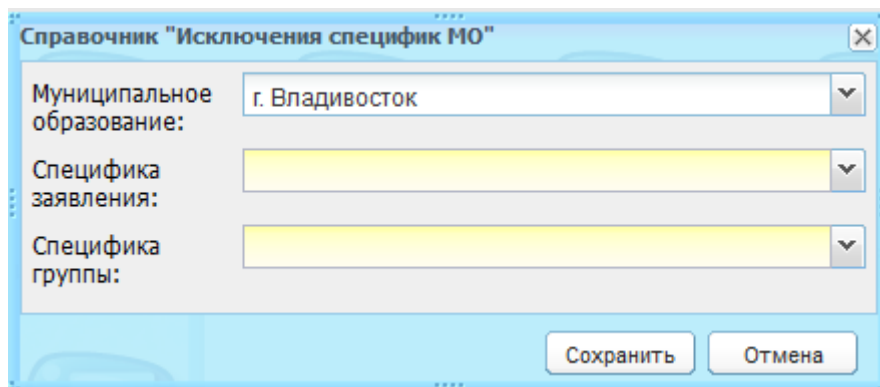 Справочник "Исключения специфик МО"
Муниципальное
образование:
г. Владивосток
Специфика
заявления:
Специфика
группы:
Сохранить
Отмена